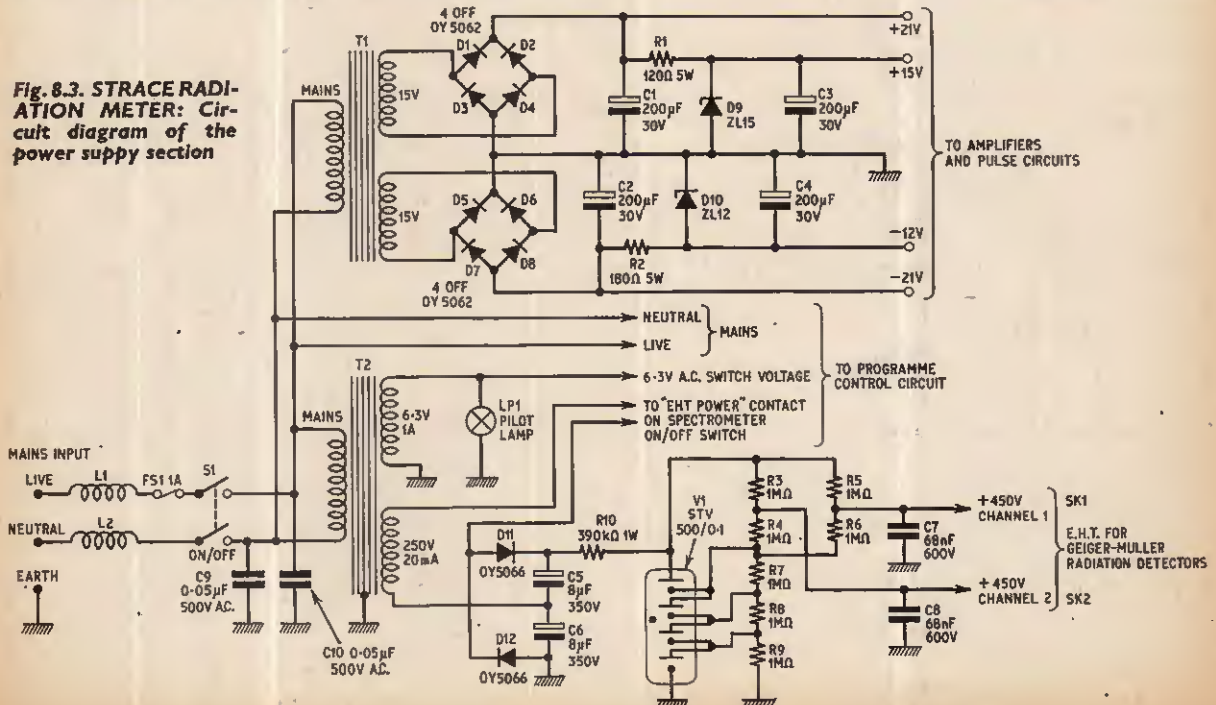 Fig. 8.3. STRACE RADI-
ATION METER: Cir-
cuit diagram of the
power suppy section
4 OFF
OY 5062
T1
MAINS
15V
15V
D1
D2
D3
D4
D5
D6
D7
D8
4 OFF
OY 5062
R1
120Ω 5W
C1
200µF
30V
D9
ZL15
C3
200µF
30V
C2
200µF
30V
D10
ZL12
C4
200µF
30V
R2
180Ω 5W
+21V
+15V
-12V
-21V
TO AMPLIFIERS
AND PULSE CIRCUITS
NEUTRAL
LIVE
MAINS
6·3V A.C. SWITCH VOLTAGE
TO "EHT POWER" CONTACT
ON SPECTROMETER
ON/OFF SWITCH
TO PROGRAMME
CONTROL CIRCUIT
T2
MAINS
6·3V
1A
LP1
PILOT
LAMP
250V
20mA
MAINS INPUT
LIVE
L1
FS1 1A
S1
NEUTRAL
L2
ON/OFF
EARTH
C9
0·05µF
500V A.C.
C10 0·05µF
500V A.C.
D11
OY5066
D12
OY5066
R10
390kΩ 1W
C5
8µF
350V
C6
8µF
350V
V1
STV
500/0·1
R3
1MΩ
R4
1MΩ
R5
1MΩ
R6
1MΩ
R7
1MΩ
R8
1MΩ
R9
1MΩ
C7
68nF
600V
C8
68nF
600V
+450V
CHANNEL 1
SK1
+450V
CHANNEL 2
SK2
E.H.T. FOR
GEIGER-MULLER
RADIATION DETECTORS